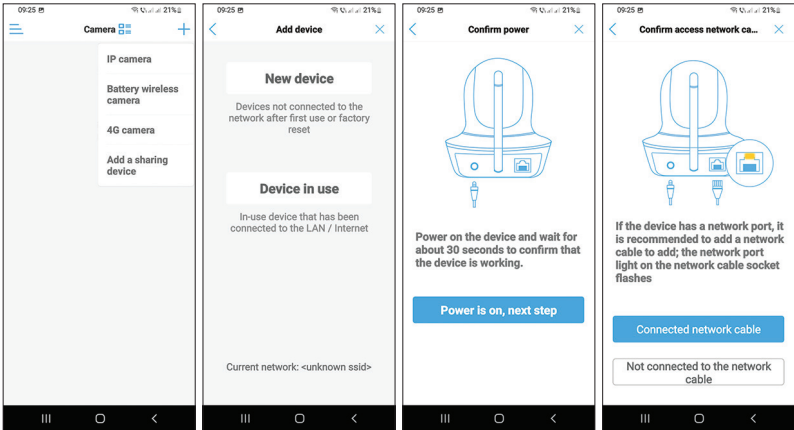 09:25
21%
Camera
IP camera
Battery wireless
camera
4G camera
Add a sharing
device
09:25
21%
Add device
New device
Devices not connected to the
network after first use or factory
reset
Device in use
In-use device that has been
connected to the LAN / Internet
Current network: <unknown ssid>
09:25
21%
Confirm power
Power on the device and wait for
about 30 seconds to confirm that
the device is working.
Power is on, next step
09:25
21%
Confirm access network ca...
If the device has a network port, it
is recommended to add a network
cable to add; the network port
light on the network cable socket
flashes
Connected network cable
Not connected to the network
cable